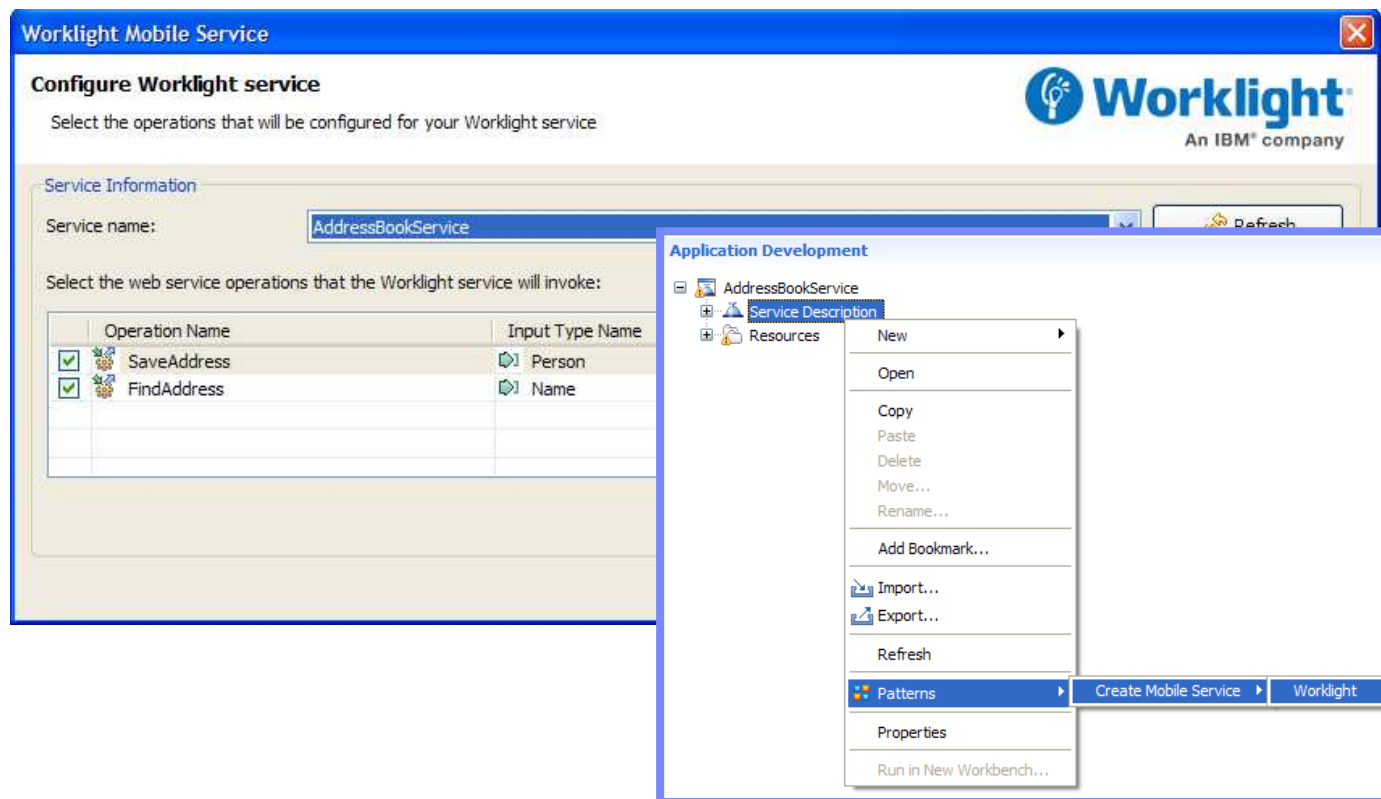 Worklight Mobile Service
Configure Worklight service
Select the operations that will be configured for your Worklight service
Worklight
An IBM® company
Service Information
Service name:
AddressBookService
Refresh
Select the web service operations that the Worklight service will invoke:
Operation Name Input Type Name
SaveAddress Person
FindAddress Name
Application Development
AddressBookService
Service Description
Resources
New
Open
Copy
Paste
Delete
Move...
Rename...
Add Bookmark...
Import...
Export...
Refresh
Patterns Create Mobile Service Worklight
Properties
Run in New Workbench...